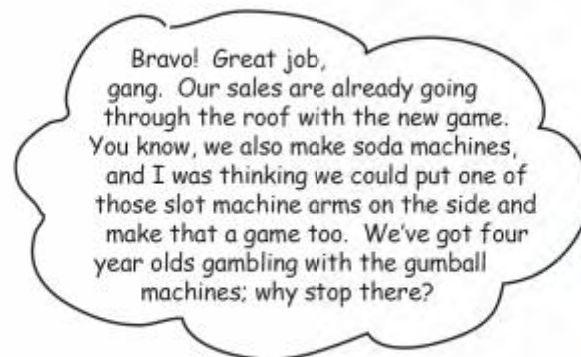 Bravo! Great job,
gang. Our sales are already going
through the roof with the new game.
You know, we also make soda machines,
and I was thinking we could put one of
those slot machine arms on the side and
make that a game too. We've got four
year olds gambling with the gumball
machines; why stop there?